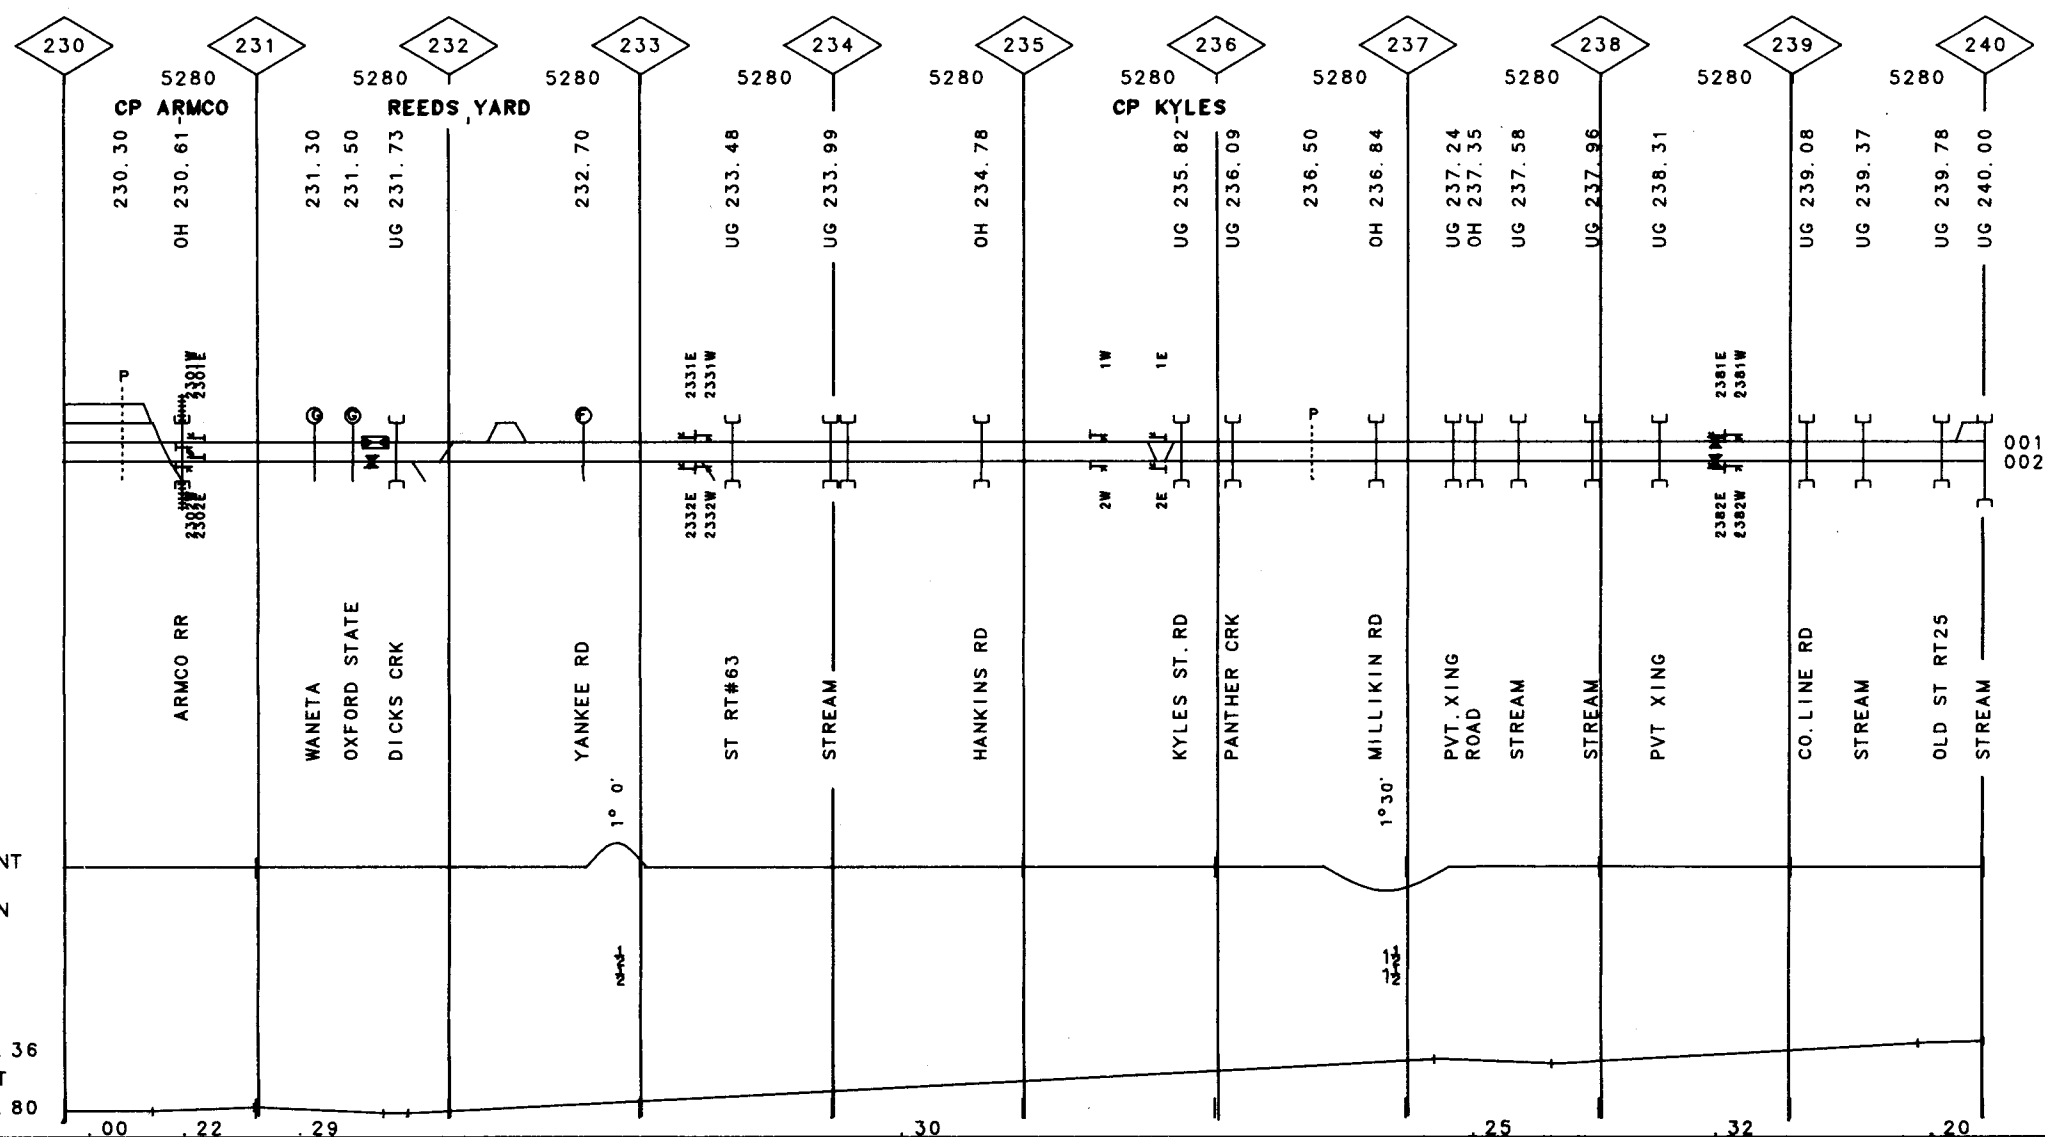 230 231 232 233 234 235 236 237 238 239 240
5280 5280 5280 5280 5280 5280 5280 5280 5280 5280
CP ARMCO REEDS YARD CP KYLES
230.30
OH 230.61
231.30
231.50
UG 231.73
232.70
UG 233.48
UG 233.99
OH 234.78
UG 235.82
UG 236.09
236.50
OH 236.84
UG 237.24
OH 237.35
UG 237.58
UG 237.96
UG 238.31
UG 239.08
UG 239.37
UG 239.78
UG 240.00
2301W
2301E
2331E
2331W
1W
1E
2381E
2381W
P
G G F P
001
002
2302W
2302E
2332E
2332W
2W
2E
2382E
2382W
ARMCO RR
WANETA
OXFORD STATE
DICKS CRK
YANKEE RD
ST RT#63
STREAM
HANKINS RD
KYLES ST. RD
PANTHER CRK
MILLIKIN RD
PVT. XING
ROAD
STREAM
STREAM
PVT XING
CO. LINE RD
STREAM
OLD ST RT25
STREAM
1° 0'
1°30'
NT
N
36
T
80
.00 .22 .29 .30 .25 .32 .20